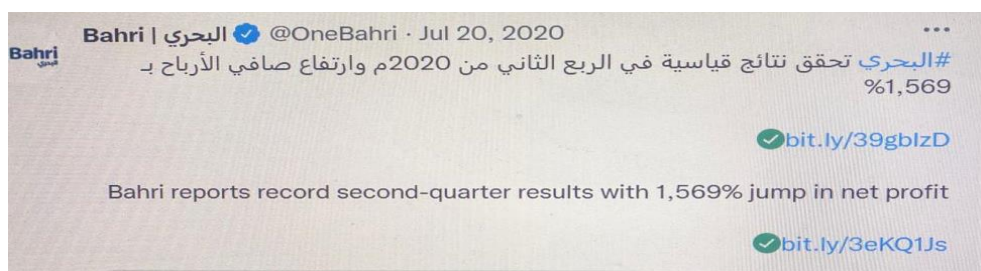 Bahri
البحري
Bahri | البحري @OneBahri · Jul 20, 2020
#البحري تحقق نتائج قياسية في الربع الثاني من 2020م وارتفاع صافي الأرباح بـ
%1,569
bit.ly/39gbIzD
Bahri reports record second-quarter results with 1,569% jump in net profit
bit.ly/3eKQ1Js